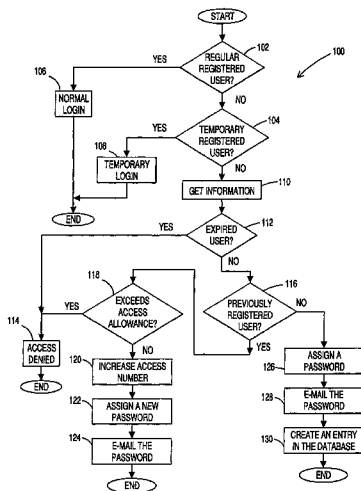 START
102
REGULAR
REGISTERED
USER?
100
YES
106
NORMAL
LOGIN
NO
104
TEMPORARY
REGISTERED
USER?
YES
108
TEMPORARY
LOGIN
NO
110
GET INFORMATION
END
112
EXPIRED
USER?
YES
NO
118
EXCEEDS
ACCESS
ALLOWANCE?
116
PREVIOUSLY
REGISTERED
USER?
YES
NO
YES
114
ACCESS
DENIED
END
NO
120
INCREASE ACCESS
NUMBER
122
ASSIGN A NEW
PASSWORD
124
E-MAIL THE
PASSWORD
END
ASSIGN A
PASSWORD
126
E-MAIL THE
PASSWORD
128
CREATE AN ENTRY
IN THE DATABASE
130
END